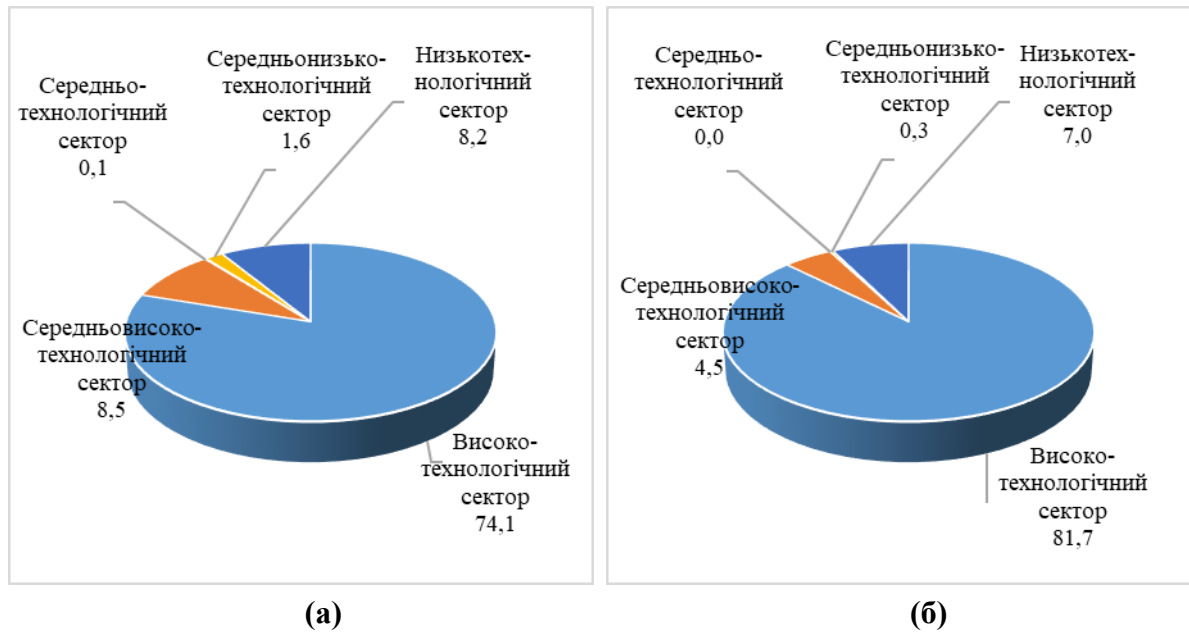 Середньо-
технологічний
сектор
0,1
Середньонизько-
технологічний
сектор
1,6
Низькотех-
нологічний
сектор
8,2
Середньовисоко-
технологічний
сектор
8,5
Високо-
технологічний
сектор
74,1
(а)
Середньо-
технологічний
сектор
0,0
Середньонизько-
технологічний
сектор
0,3
Низькотех-
нологічний
сектор
7,0
Середньовисоко-
технологічний
сектор
4,5
Високо-
технологічний
сектор
81,7
(б)